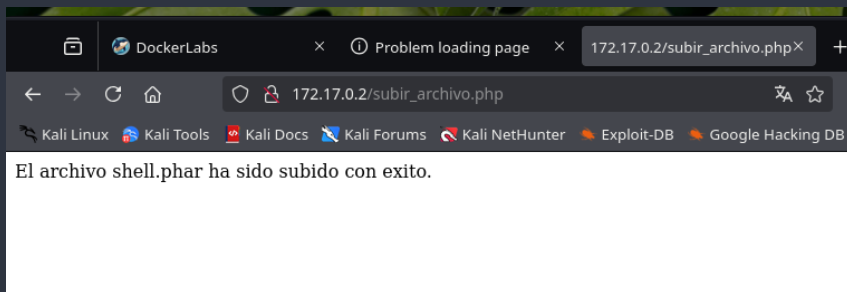 DockerLabs
Problem loading page
172.17.0.2/subir_archivo.php
172.17.0.2/subir_archivo.php
Kali Linux Kali Tools Kali Docs Kali Forums Kali NetHunter Exploit-DB Google Hacking DB
El archivo shell.phar ha sido subido con exito.